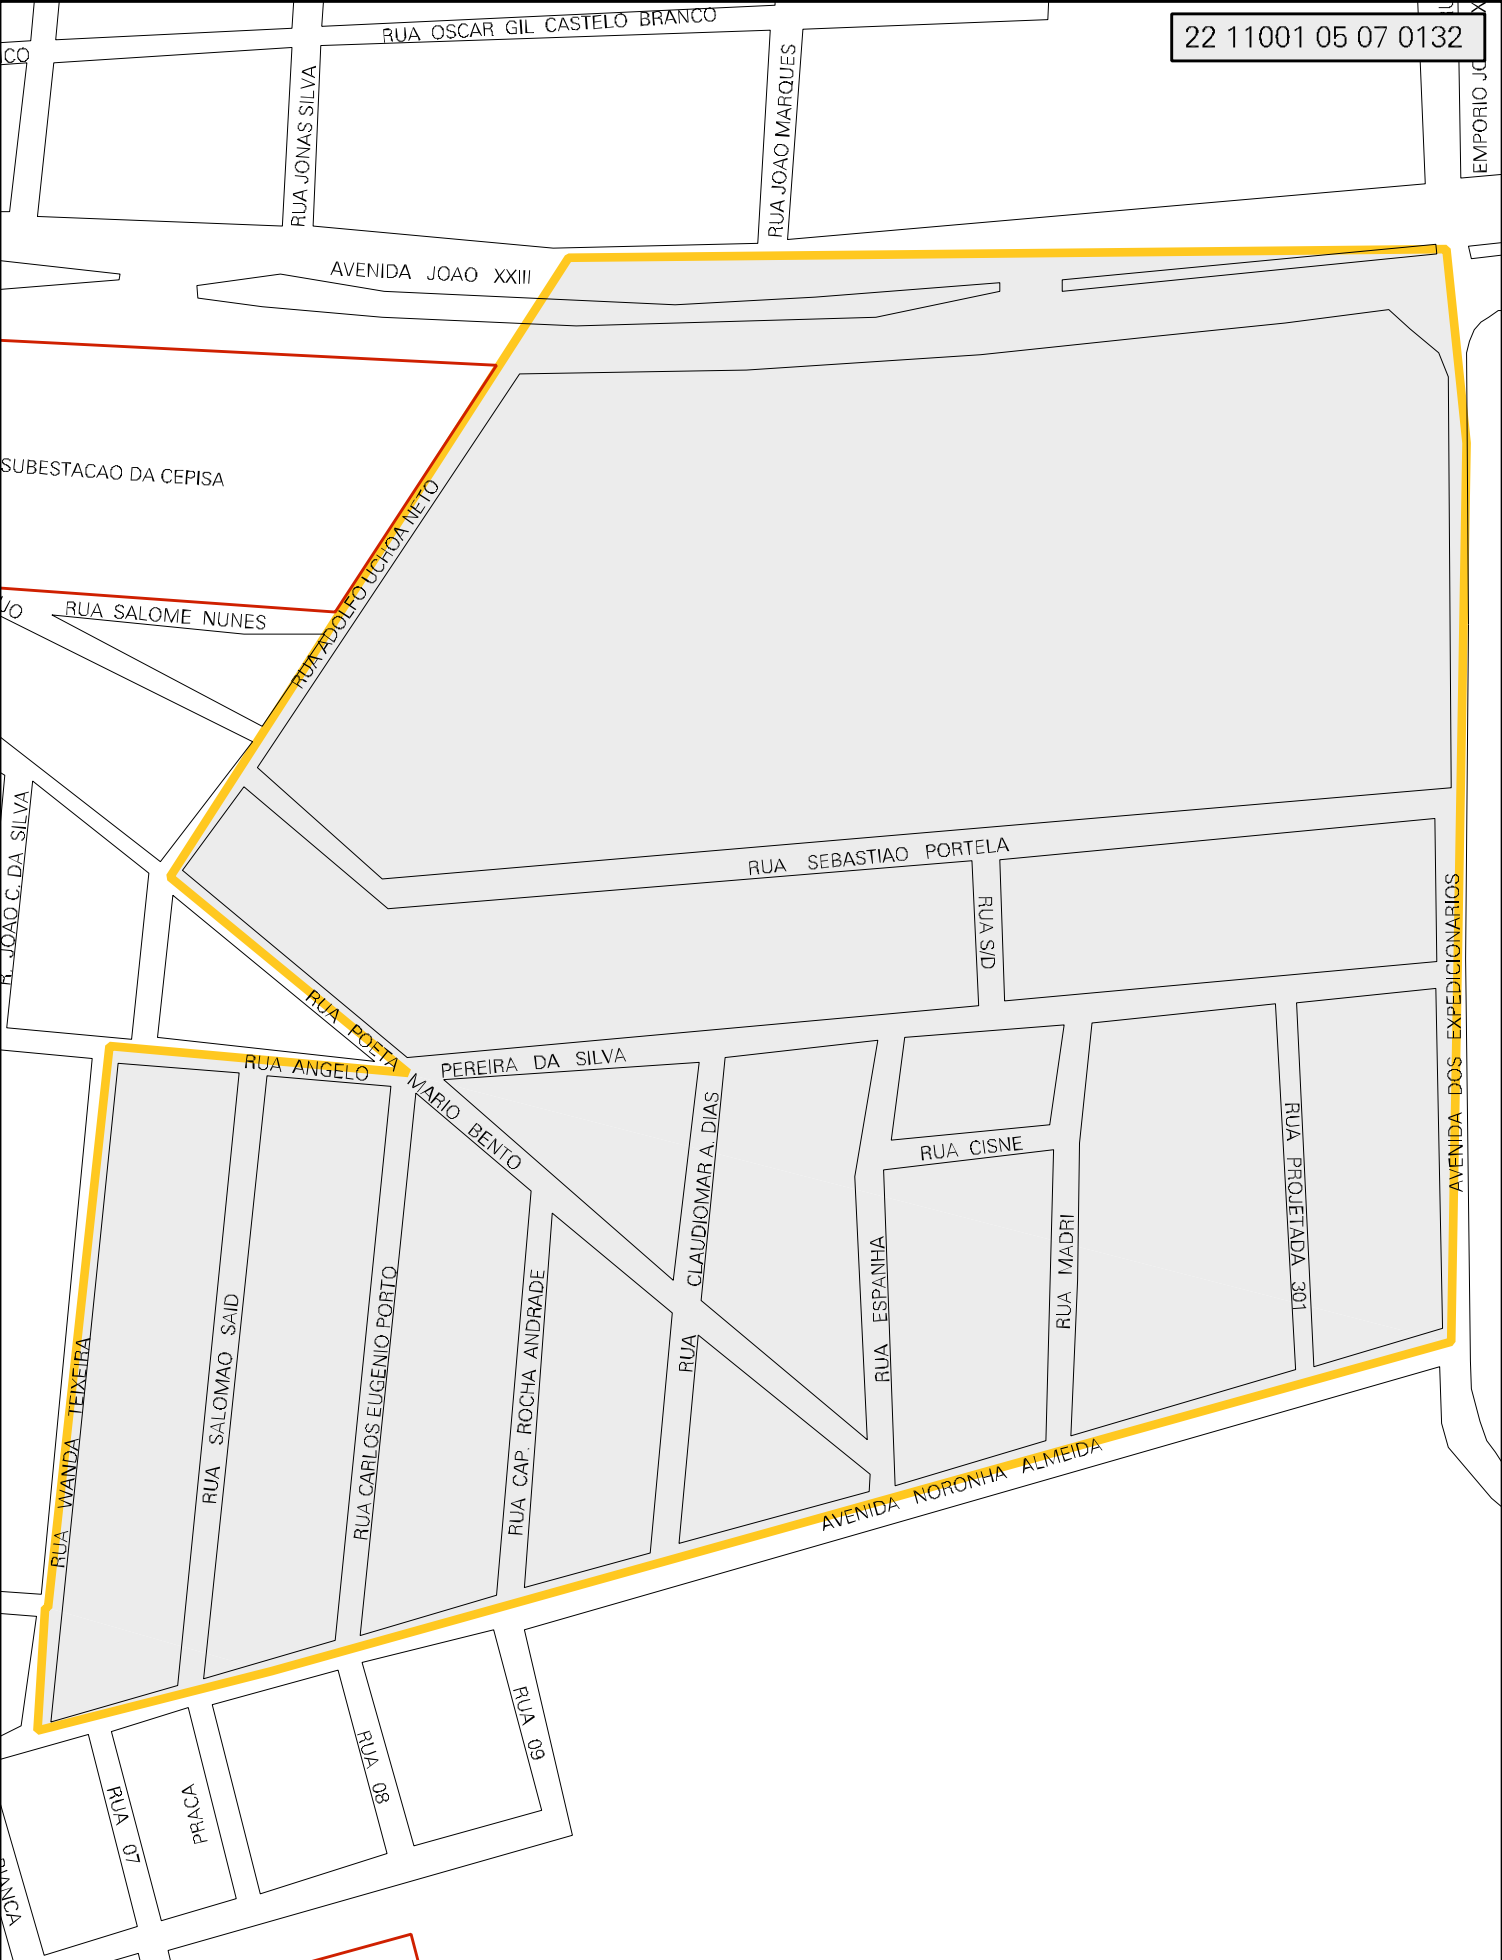 RUA OSCAR GIL CASTELO BRANCO
22 11001 05 07 0132
CO
RUA JONAS SILVA
RUA JOAO MARQUES
EMPORIO JO
AVENIDA JOAO XXIII
SUBESTACAO DA CEPISA
RUA ADOLFO UCHOA NETO
RUA SALOME NUNES
R. JOAO C. DA SILVA
RUA SEBASTIAO PORTELA
RUA S/D
AVENIDA DOS EXPEDICIONARIOS
RUA POETA MARIO BENTO
RUA ANGELO PEREIRA DA SILVA
RUA CLAUDIOMAR A. DIAS
RUA CISNE
RUA PROJETADA 301
RUA ESPANHA
RUA MADRI
RUA WANDA TEIXEIRA
RUA SALOMAO SAID
RUA CARLOS EUGENIO PORTO
RUA CAP. ROCHA ANDRADE
AVENIDA NORONHA ALMEIDA
RUA 09
RUA 08
RUA 07
PRACA